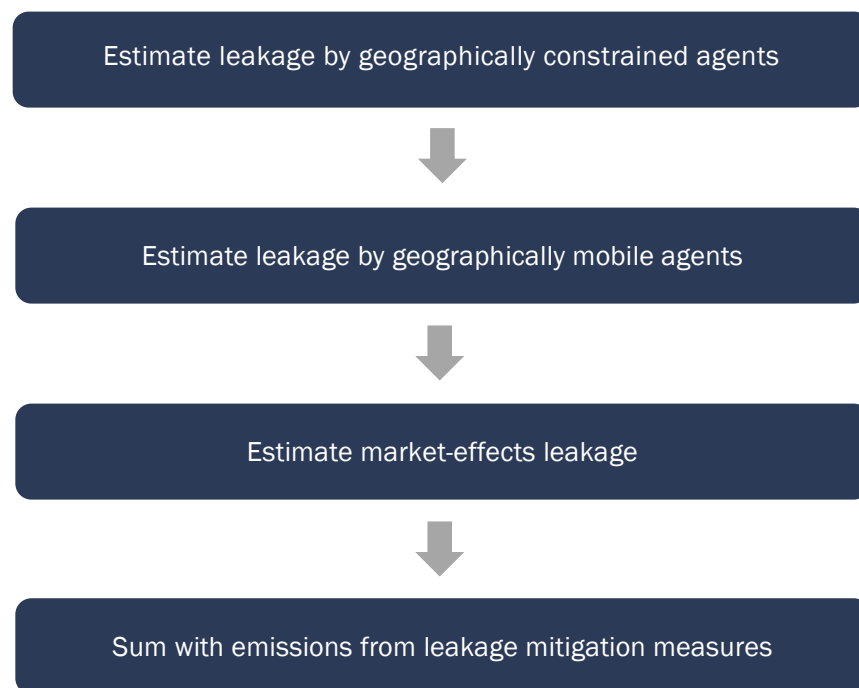 Estimate leakage by geographically constrained agents
Estimate leakage by geographically mobile agents
Estimate market-effects leakage
Sum with emissions from leakage mitigation measures